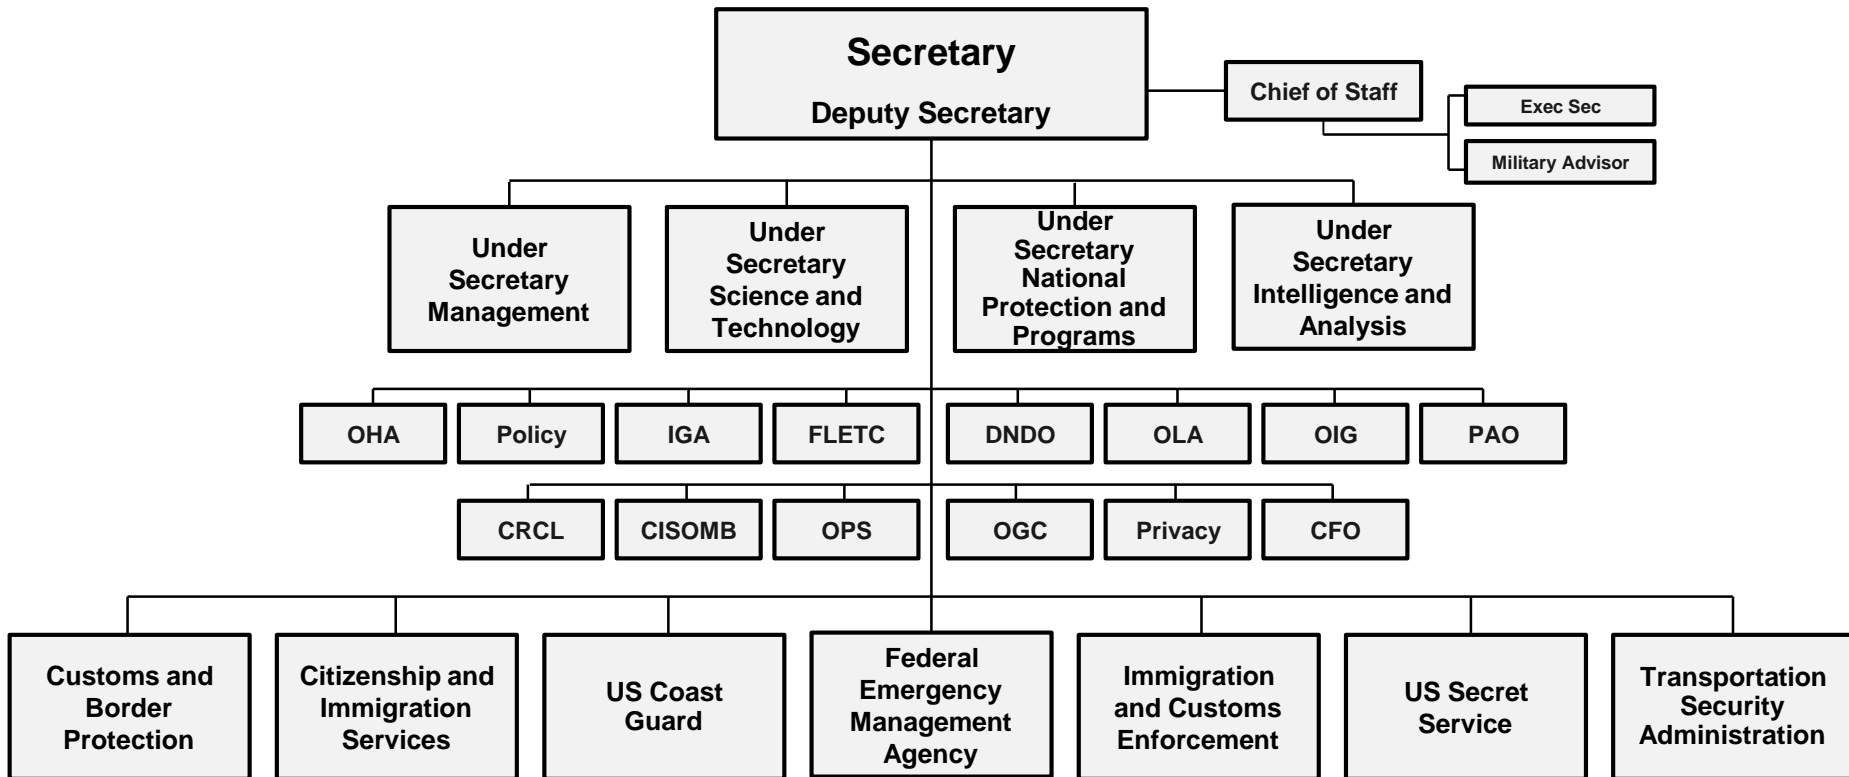 Secretary
Deputy Secretary
Chief of Staff
Exec Sec
Military Advisor
Under
Secretary
Management
Under
Secretary
Science and
Technology
Under
Secretary
National
Protection and
Programs
Under
Secretary
Intelligence and
Analysis
OHA
Policy
IGA
FLETC
DNDO
OLA
OIG
PAO
CRCL
CISOMB
OPS
OGC
Privacy
CFO
Customs and
Border
Protection
Citizenship and
Immigration
Services
US Coast
Guard
Federal
Emergency
Management
Agency
Immigration
and Customs
Enforcement
US Secret
Service
Transportation
Security
Administration